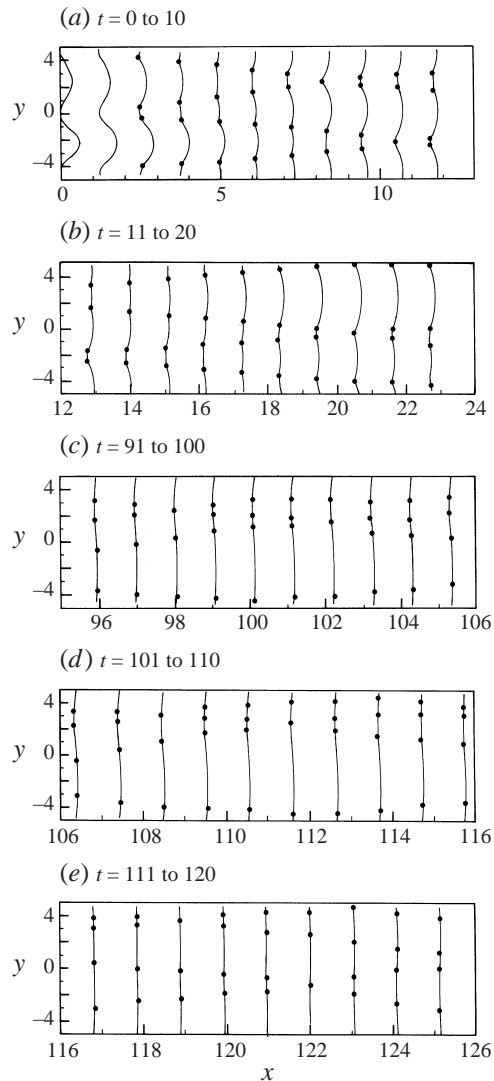 (a) t = 0 to 10
4
y 0
–4
0 5 10
(b) t = 11 to 20
4
y 0
–4
12 14 16 18 20 22 24
(c) t = 91 to 100
4
y 0
–4
96 98 100 102 104 106
(d) t = 101 to 110
4
y 0
–4
106 108 110 112 114 116
(e) t = 111 to 120
4
y 0
–4
116 118 120 122 124 126
x